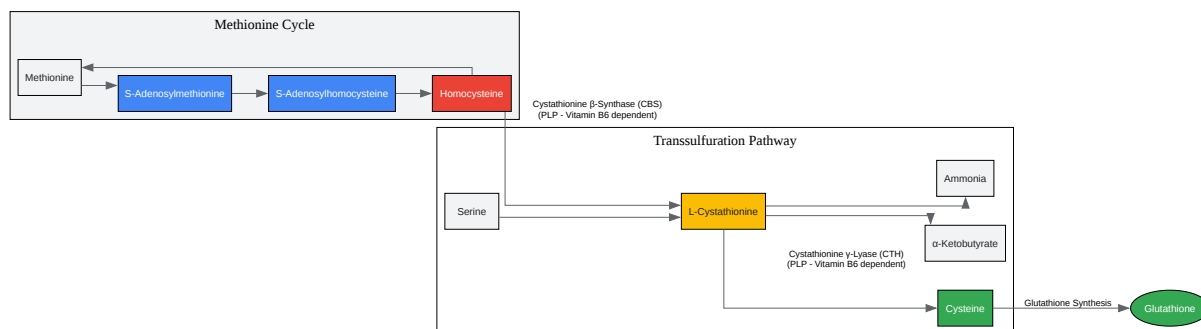 Methionine Cycle
Methionine
S-Adenosylmethionine
S-Adenosylhomocysteine
Homocysteine
Cystathionine β-Synthase (CBS)
(PLP - Vitamin B6 dependent)
Transsulfuration Pathway
Serine
L-Cystathionine
Ammonia
α-Ketobutyrate
Cystathionine γ-Lyase (CTH)
(PLP - Vitamin B6 dependent)
Cysteine
Glutathione Synthesis
Glutathione